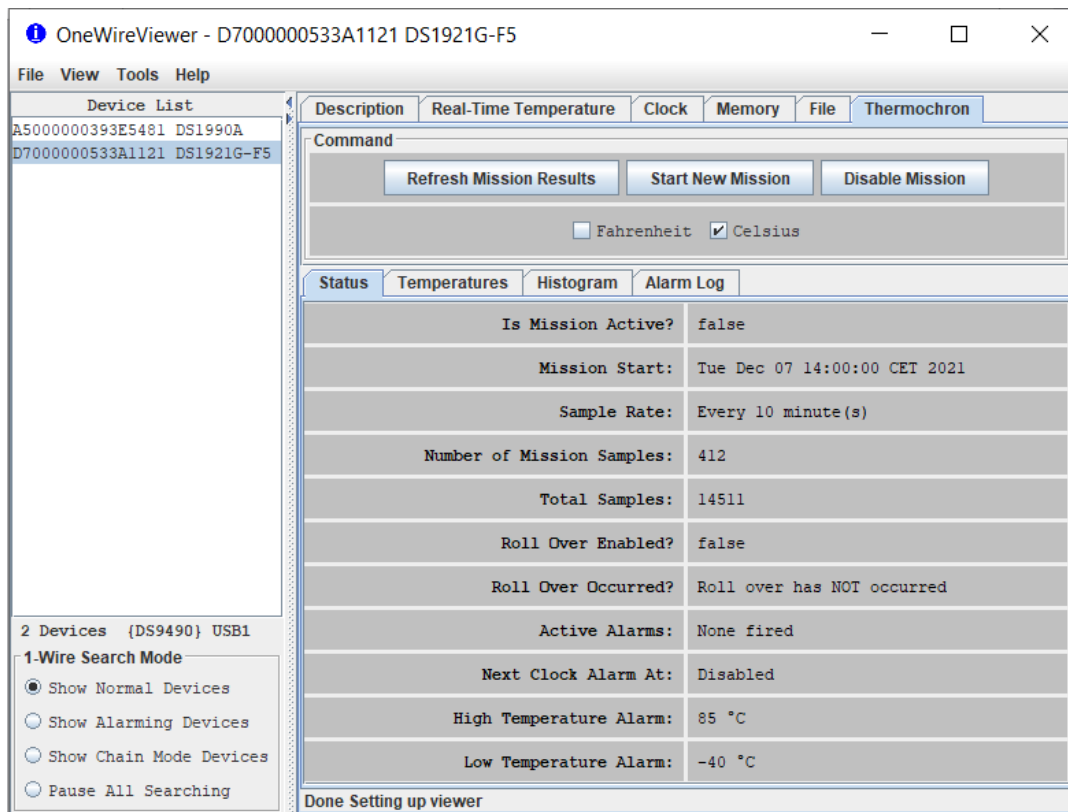 OneWireViewer - D7000000533A1121 DS1921G-F5
File View Tools Help
Device List
A5000000393E5481 DS1990A
D7000000533A1121 DS1921G-F5
2 Devices {DS9490} USB1
1-Wire Search Mode
Show Normal Devices
Show Alarming Devices
Show Chain Mode Devices
Pause All Searching
Description Real-Time Temperature Clock Memory File Thermochron
Command
Refresh Mission Results Start New Mission Disable Mission
Fahrenheit Celsius
Status Temperatures Histogram Alarm Log
Is Mission Active? false
Mission Start: Tue Dec 07 14:00:00 CET 2021
Sample Rate: Every 10 minute(s)
Number of Mission Samples: 412
Total Samples: 14511
Roll Over Enabled? false
Roll Over Occurred? Roll over has NOT occurred
Active Alarms: None fired
Next Clock Alarm At: Disabled
High Temperature Alarm: 85 °C
Low Temperature Alarm: -40 °C
Done Setting up viewer